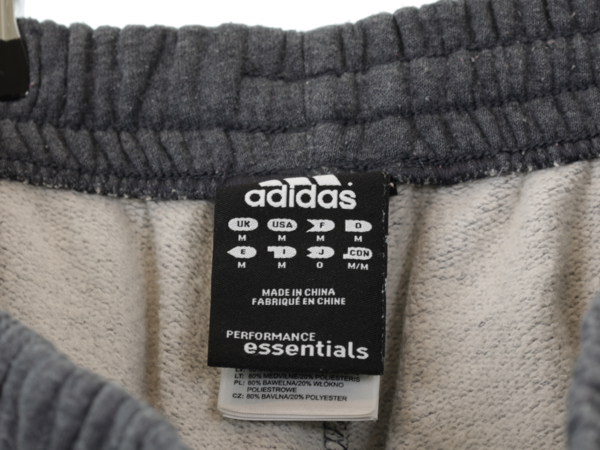 adidas
UK USA F D
M M M M
E I J CDN
M M O M/M
MADE IN CHINA
FABRIQUÉ EN CHINE
PERFORMANCE
essentials
LT: 80% MEDVILNĖ/20% POLIESTERIS
PL: 80% BAWEŁNA/20% WŁÓKNO
POLIESTROWE
CZ: 80% BAVLNA/20% POLYESTER